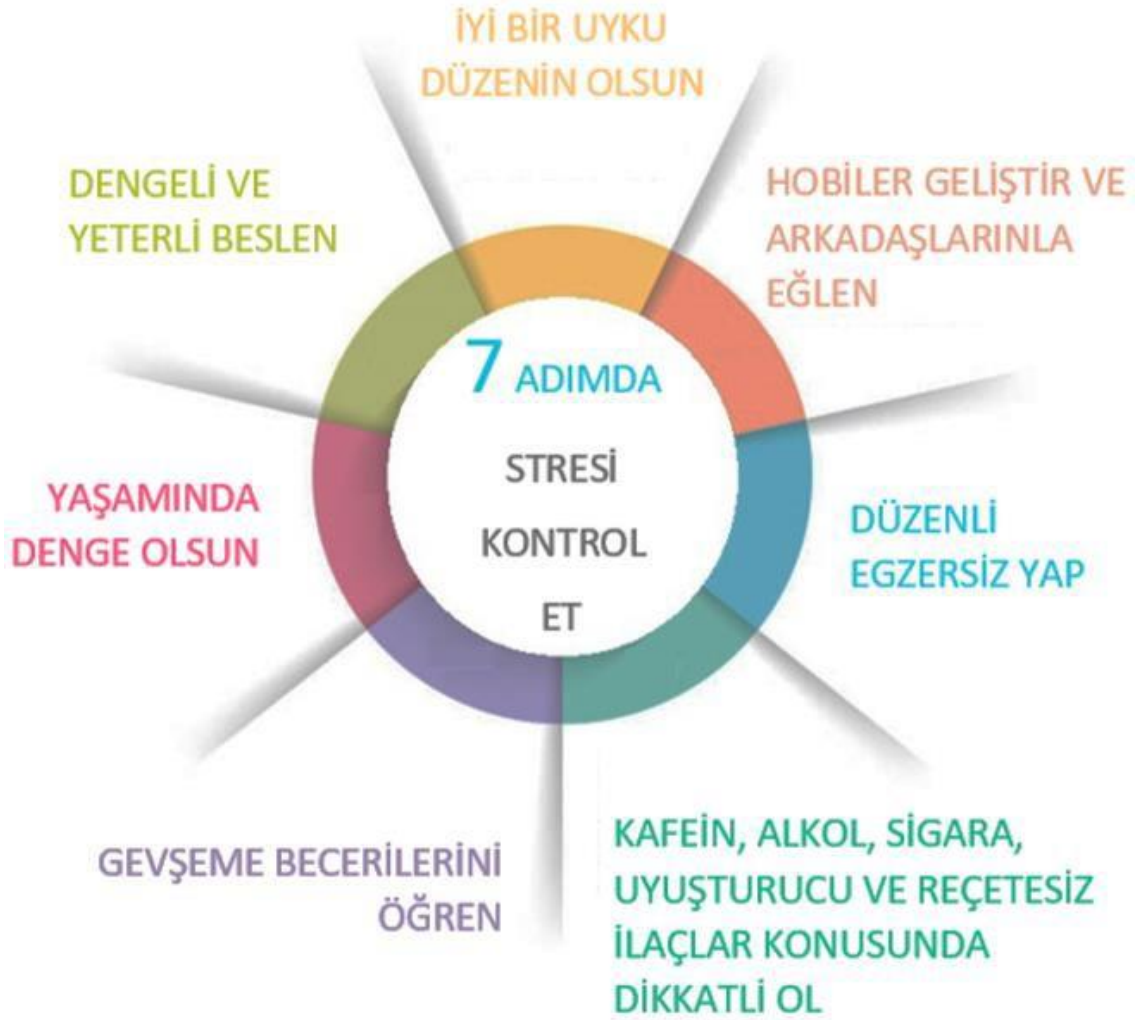 İYİ BİR UYKU
DÜZENİN OLSUN
HOBİLER GELİŞTİR VE
ARKADAŞLARINLA
EĞLEN
DÜZENLİ
EGZERSİZ YAP
KAFEİN, ALKOL, SİGARA,
UYUŞTURUCU VE REÇETESİZ
İLAÇLAR KONUSUNDA
DİKKATLİ OL
GEVŞEME BECERİLERİNİ
ÖĞREN
YAŞAMINDA
DENGE OLSUN
DENGELİ VE
YETERLİ BESLEN
7 ADIMDA
STRESİ
KONTROL
ET